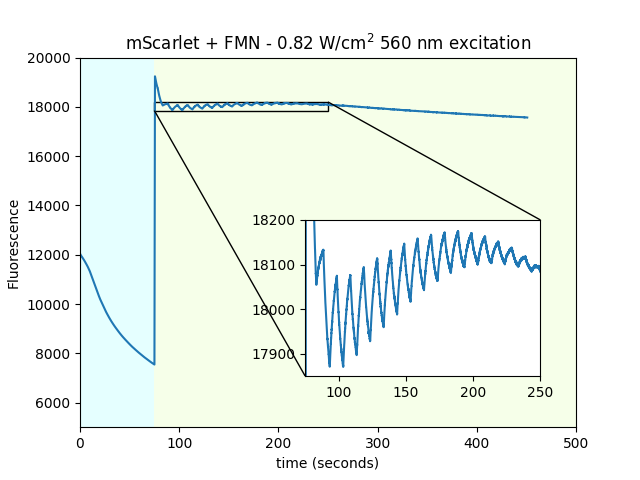 mScarlet + FMN - 0.82 W/cm² 560 nm excitation
20000
18000
16000
14000
12000
10000
8000
6000
Fluorescence
18200
18100
18000
17900
100 150 200 250
0 100 200 300 400 500
time (seconds)